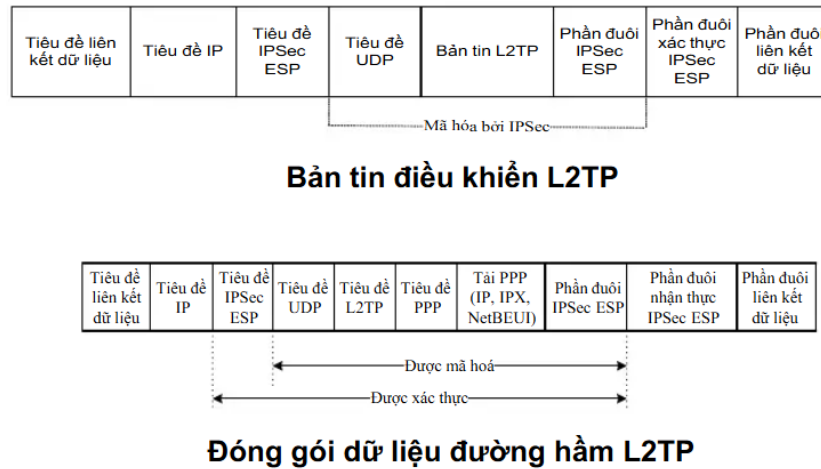 Tiêu đề liên
kết dữ liệu
Tiêu đề IP
Tiêu đề
IPSec
ESP
Tiêu đề
UDP
Bản tin L2TP
Phần đuôi
IPSec
ESP
Phần đuôi
xác thực
IPSec
ESP
Phần đuôi
liên kết
dữ liệu
Mã hóa bởi IPSec
Bản tin điều khiển L2TP
Tiêu đề
liên kết
dữ liệu
Tiêu đề
IP
Tiêu đề
IPSec
ESP
Tiêu đề
UDP
Tiêu đề
L2TP
Tiêu đề
PPP
Tải PPP
(IP, IPX,
NetBEUI)
Phần đuôi
IPSec ESP
Phần đuôi
nhận thực
IPSec ESP
Phần đuôi
liên kết
dữ liệu
Được mã hoá
Được xác thực
Đóng gói dữ liệu đường hầm L2TP